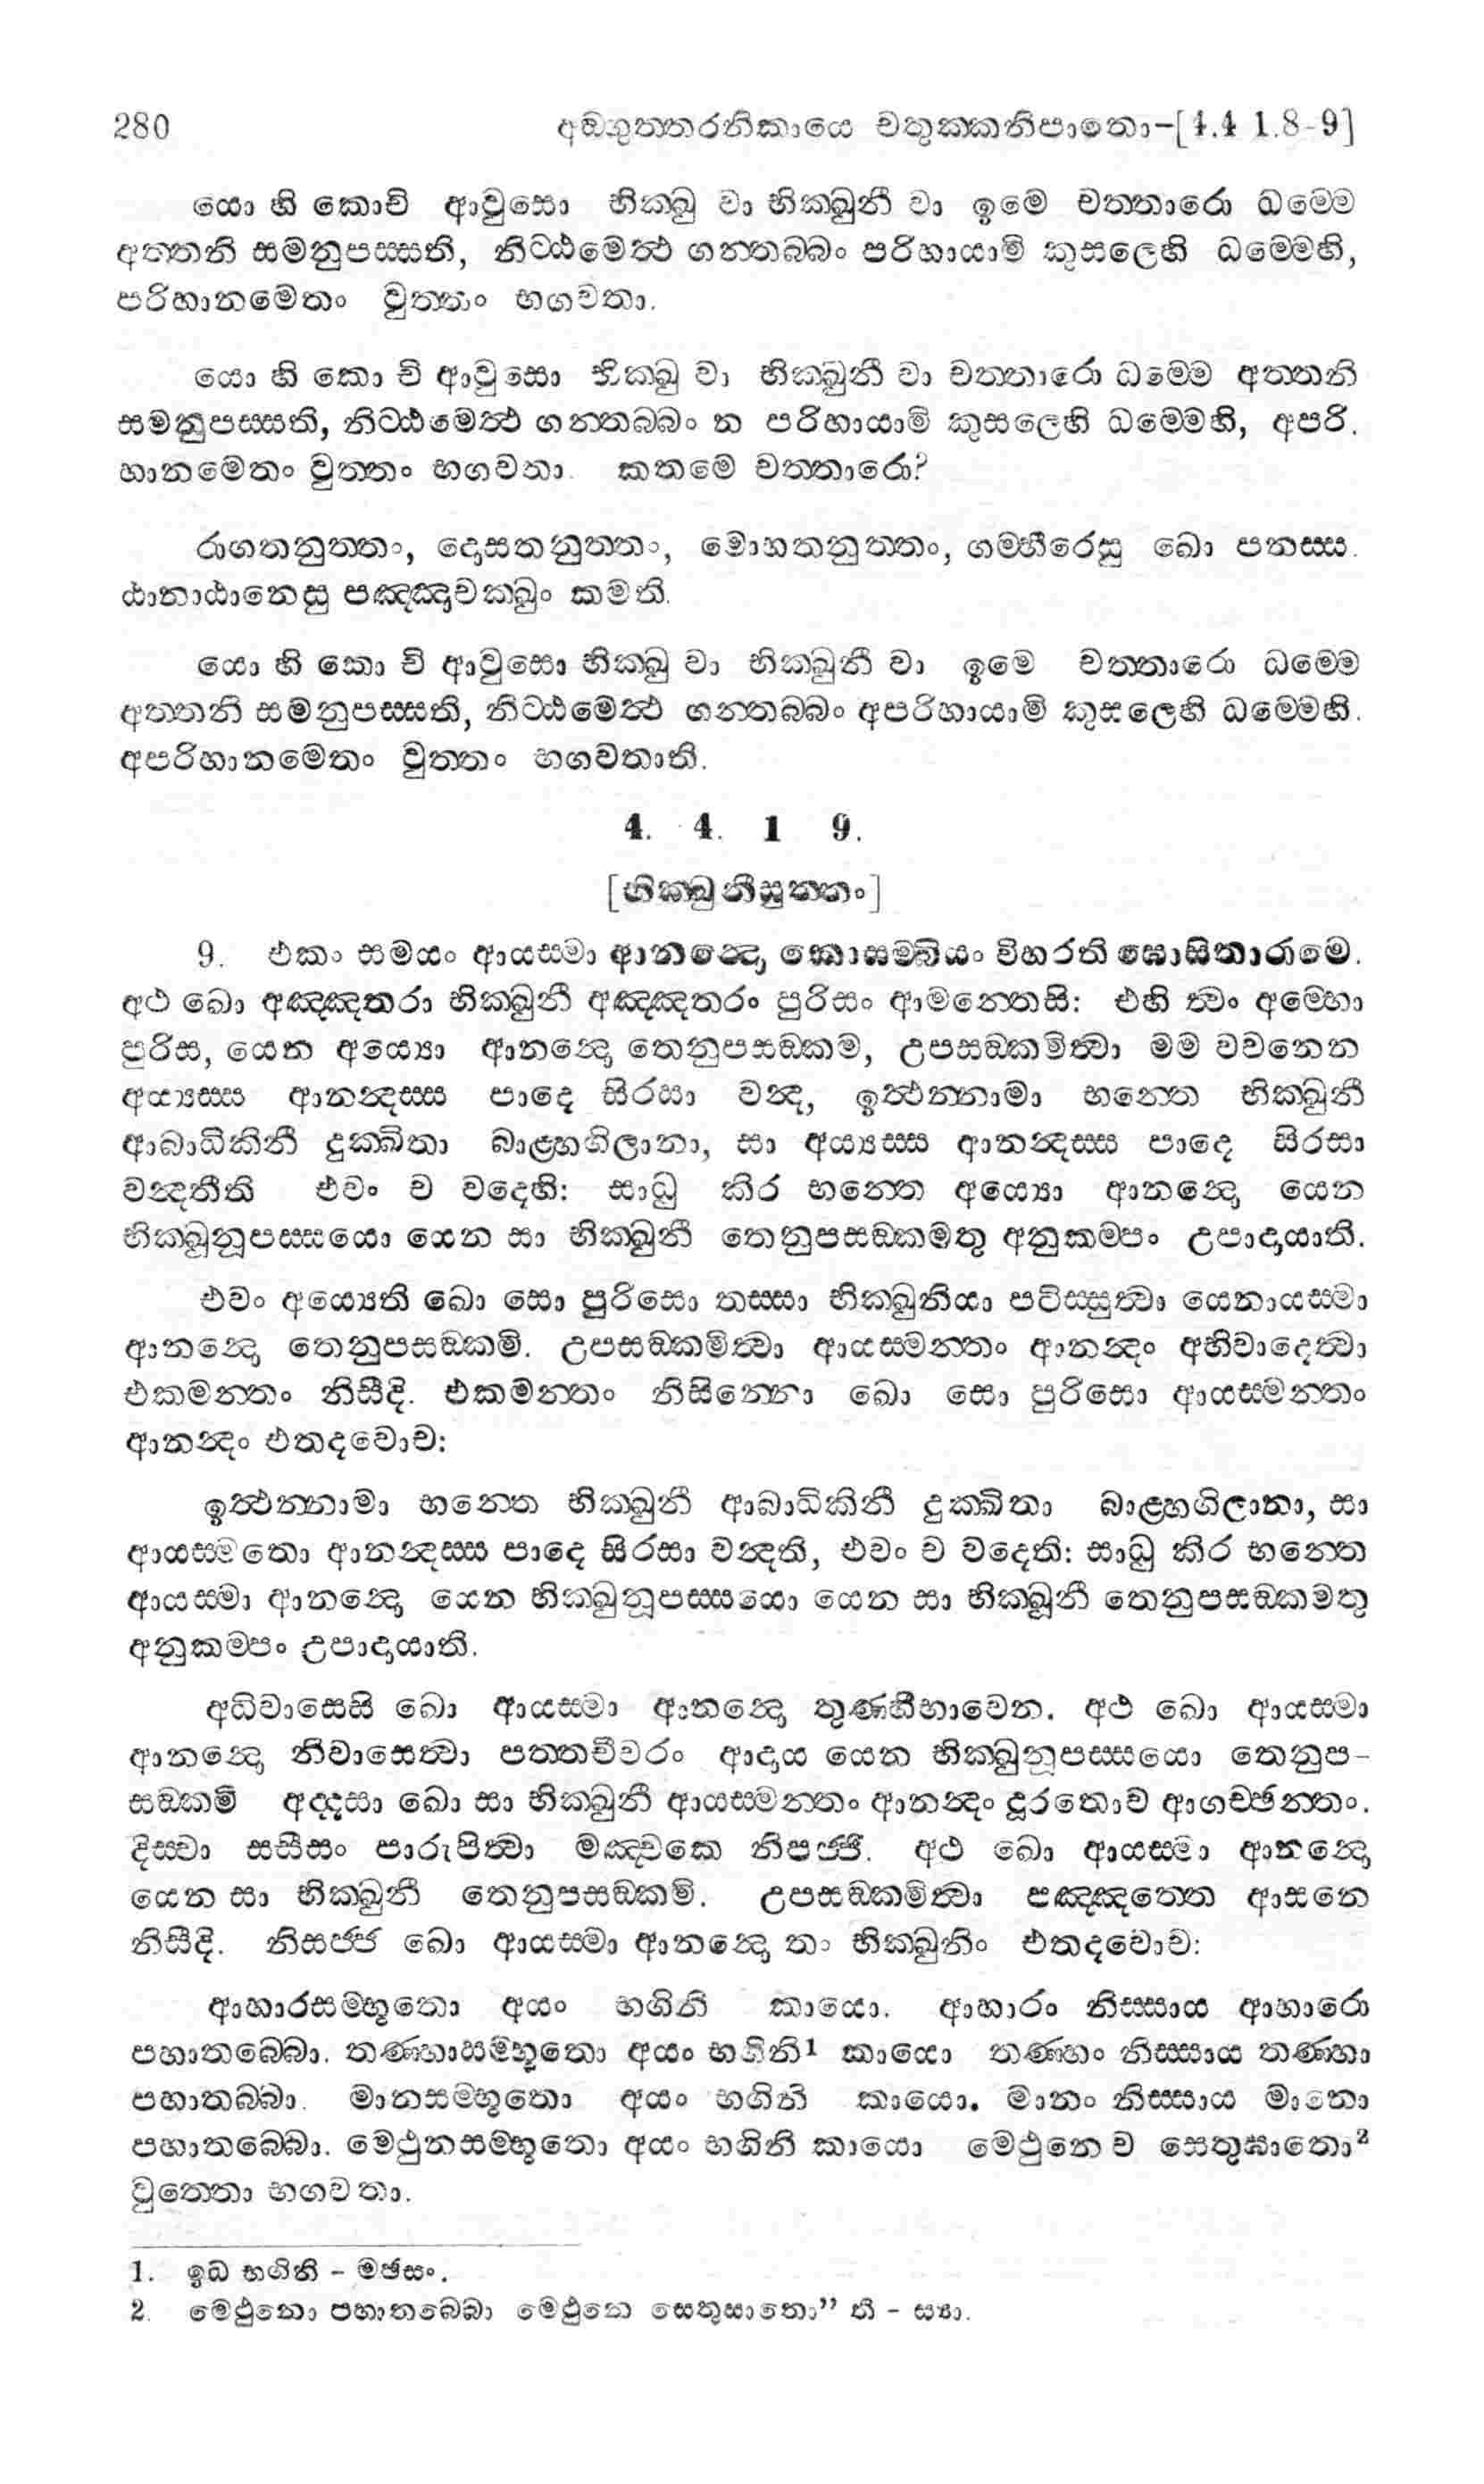 280 අඞ්ගුත්තරනිකායෙ චතුක්කනිපාතො-[4.4 1.8-9]
යො හි කොචි ආවුසො භික්ඛු වා භික්ඛුනී වා ඉමෙ චත්තාරො ධම්මෙ
අත්තනි සමනුපස්සති, නිට්ඨමෙත්ථ ගන්තබ්බං පරිහායාමි කුසලෙහි ධම්මෙහි,
පරිහානමෙතං වුත්තං භගවතා.
යො හි කො චි ආවුසො භික්ඛු වා භික්ඛුනී වා චත්තාරො ධම්මෙ අත්තනි
සමනුපස්සති, නිට්ඨමෙත්ථ ගන්තබ්බං න පරිහායාමි කුසලෙහි ධම්මෙහි, අපරි.
හානමෙතං වුත්තං භගවතා. කතමෙ චත්තාරො?
රාගතනුත්තං, දොසතනුත්තං, මොහතනුත්තං, ගම්භීරෙසු ඛො පනස්ස.
ඨානාඨානෙසු පඤ්ඤාචක්ඛුං කමති.
යො හි කො චි ආවුසො භික්ඛු වා භික්ඛුනී වා ඉමෙ චත්තාරො ධම්මෙ
අත්තනි සමනුපස්සති, නිට්ඨමෙත්ථ ගන්තබ්බං අපරිහායාමි කුසලෙහි ධම්මෙහි.
අපරිහානමෙතං වුත්තං භගවතාති.
4. 4. 1 9.
[භික්ඛුනීසුත්තං]
9. එකං සමයං ආයස්මා ආනන්දො කොසම්බියං විහරති ඝොසිතාරාමෙ.
අථ ඛො අඤ්ඤතරා භික්ඛුනී අඤ්ඤතරං පුරිසං ආමන්තෙසි: එහි ත්වං අම්හො
පුරිස, යෙන අය්‍යො ආනන්දො තෙනුපසඞ්කම, උපසඞ්කමිත්වා මම වචනෙන
අය්‍යස්ස ආනන්දස්ස පාදෙ සිරසා වන්ද, ඉත්ථන්නාමා භන්තෙ භික්ඛුනී
ආබාධිකිනී දුක්ඛිතා බාළ්හගිලානා, සා අය්‍යස්ස ආනන්දස්ස පාදෙ සිරසා
වන්දතීති එවං ච වදෙහි: සාධු කිර භන්තෙ අය්‍යො ආනන්දො යෙන
භික්ඛුනූපස්සයො යෙන සා භික්ඛුනී තෙනුපසඞ්කමතු අනුකම්පං උපාදායාති.
එවං අය්‍යෙති ඛො සො පුරිසො තස්සා භික්ඛුනියා පටිස්සුත්වා යෙනායස්මා
ආනන්දො තෙනුපසඞ්කමි. උපසඞ්කමිත්වා ආයස්මන්තං ආනන්දං අභිවාදෙත්වා
එකමන්තං නිසීදි. එකමන්තං නිසින්නො ඛො සො පුරිසො ආයස්මන්තං
ආනන්දං එතදවොච:
ඉත්ථන්නාමා භන්තෙ භික්ඛුනී ආබාධිකිනී දුක්ඛිතා බාළ්හගිලානා, සා
ආයස්මතො ආනන්දස්ස පාදෙ සිරසා වන්දති, එවං ච වදෙති: සාධු කිර භන්තෙ
ආයස්මා ආනන්දො යෙන භික්ඛුනූපස්සයො යෙන සා භික්ඛූනී තෙනුපසඞ්කමතු
අනුකම්පං උපාදායාති.
අධිවාසෙසි ඛො ආයස්මා ආනන්දො තුණ්හීභාවෙන. අථ ඛො ආයස්මා
ආනන්දො නිවාසෙත්වා පත්තචීවරං ආදාය යෙන භික්ඛුනූපස්සයො තෙනුප-
සඞ්කමි අද්දසා ඛො සා භික්ඛුනී ආයස්මන්තං ආනන්දං දූරතොව ආගච්ඡන්තං.
දිස්වා සසීසං පාරුපිත්වා මඤ්චකෙ නිපජ්ජි. අථ ඛො ආයස්මා ආනන්දො
යෙන සා භික්ඛුනී තෙනුපසඞ්කමි. උපසඞ්කමිත්වා පඤ්ඤත්තෙ ආසනෙ
නිසීදි. නිසජ්ජ ඛො ආයස්මා ආනන්දො තං භික්ඛුනිං එතදවොච:
ආහාරසම්භූතො අයං භගිනි කායො. ආහාරං නිස්සාය ආහාරො
පහාතබ්බො. තණ්හාසම්භූතො අයං භගිනි¹ කායො තණ්හං නිස්සාය තණ්හා
පහාතබ්බා. මානසම්භූතො අයං භගිනි කායො. මානං නිස්සාය මානො
පහාතබ්බො. මෙථුනසම්භූතො අයං භගිනි කායො මෙථුනෙ ච සෙතුඝාතො²
වුත්තො භගවතා.
1. ඉධ භගිනි - මඡසං.
2. මෙථුනො පහාතබ්බො මෙථුනෙ සෙතුඝාතො” ති - ස්‍යා.